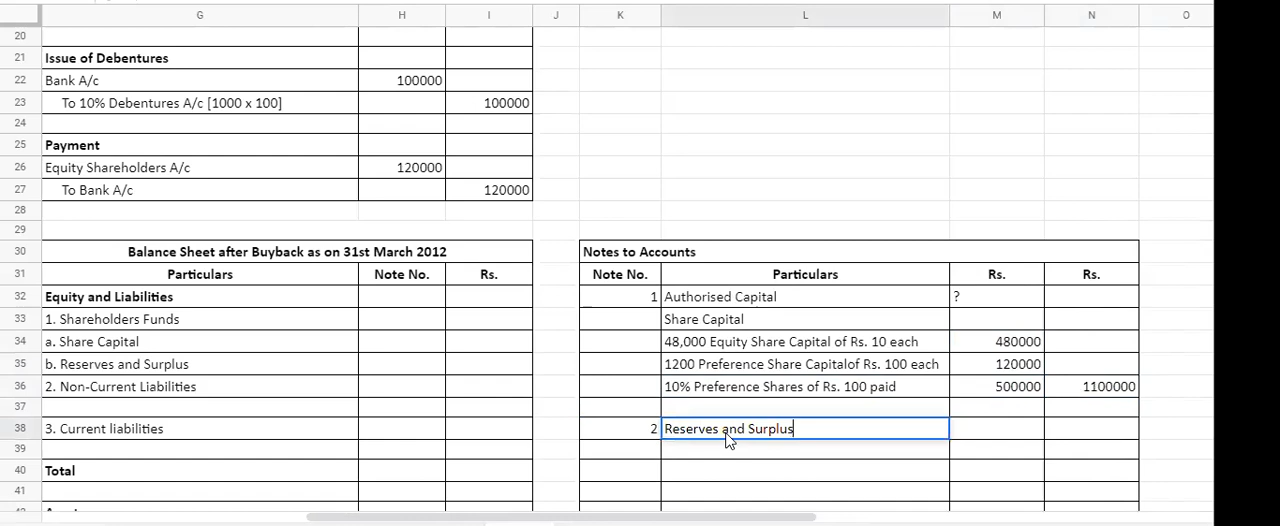 G H I J K L M N O
20
21 Issue of Debentures
22 Bank A/c 100000
23 To 10% Debentures A/c [1000 x 100] 100000
24
25 Payment
26 Equity Shareholders A/c 120000
27 To Bank A/c 120000
28
29
30 Balance Sheet after Buyback as on 31st March 2012 Notes to Accounts
31 Particulars Note No. Rs. Note No. Particulars Rs. Rs.
32 Equity and Liabilities 1 Authorised Capital ?
33 1. Shareholders Funds Share Capital
34 a. Share Capital 48,000 Equity Share Capital of Rs. 10 each 480000
35 b. Reserves and Surplus 1200 Preference Share Capitalof Rs. 100 each 120000
36 2. Non-Current Liabilities 10% Preference Shares of Rs. 100 paid 500000 1100000
37
38 3. Current liabilities 2 Reserves and Surplus
39
40 Total
41